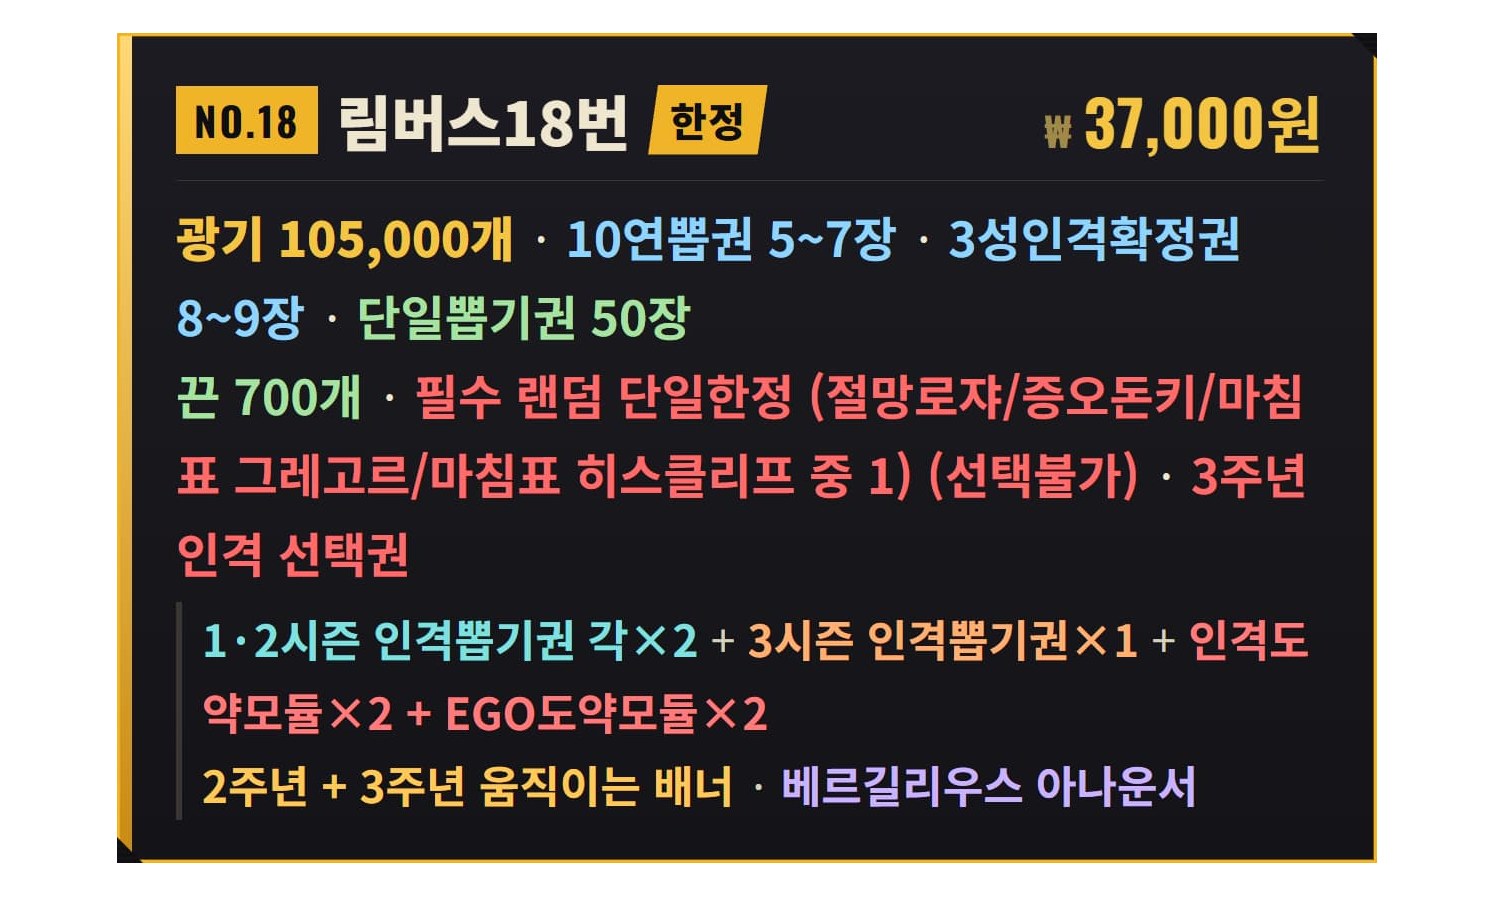 NO.18 림버스18번 한정 ₩ 37,000원
광기 105,000개 · 10연뽑권 5~7장 · 3성인격확정권
8~9장 · 단일뽑기권 50장
끈 700개 · 필수 랜덤 단일한정 (절망로쟈/증오돈키/마침
표 그레고르/마침표 히스클리프 중 1) (선택불가) · 3주년
인격 선택권
1·2시즌 인격뽑기권 각×2 + 3시즌 인격뽑기권×1 + 인격도
약모듈×2 + EGO도약모듈×2
2주년 + 3주년 움직이는 배너 · 베르길리우스 아나운서